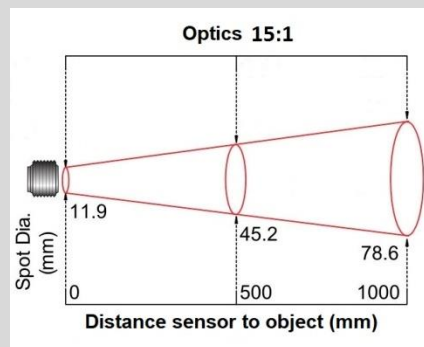 Optics 15:1
Spot Dia.
(mm)
11.9
45.2
78.6
0
500
1000
Distance sensor to object (mm)